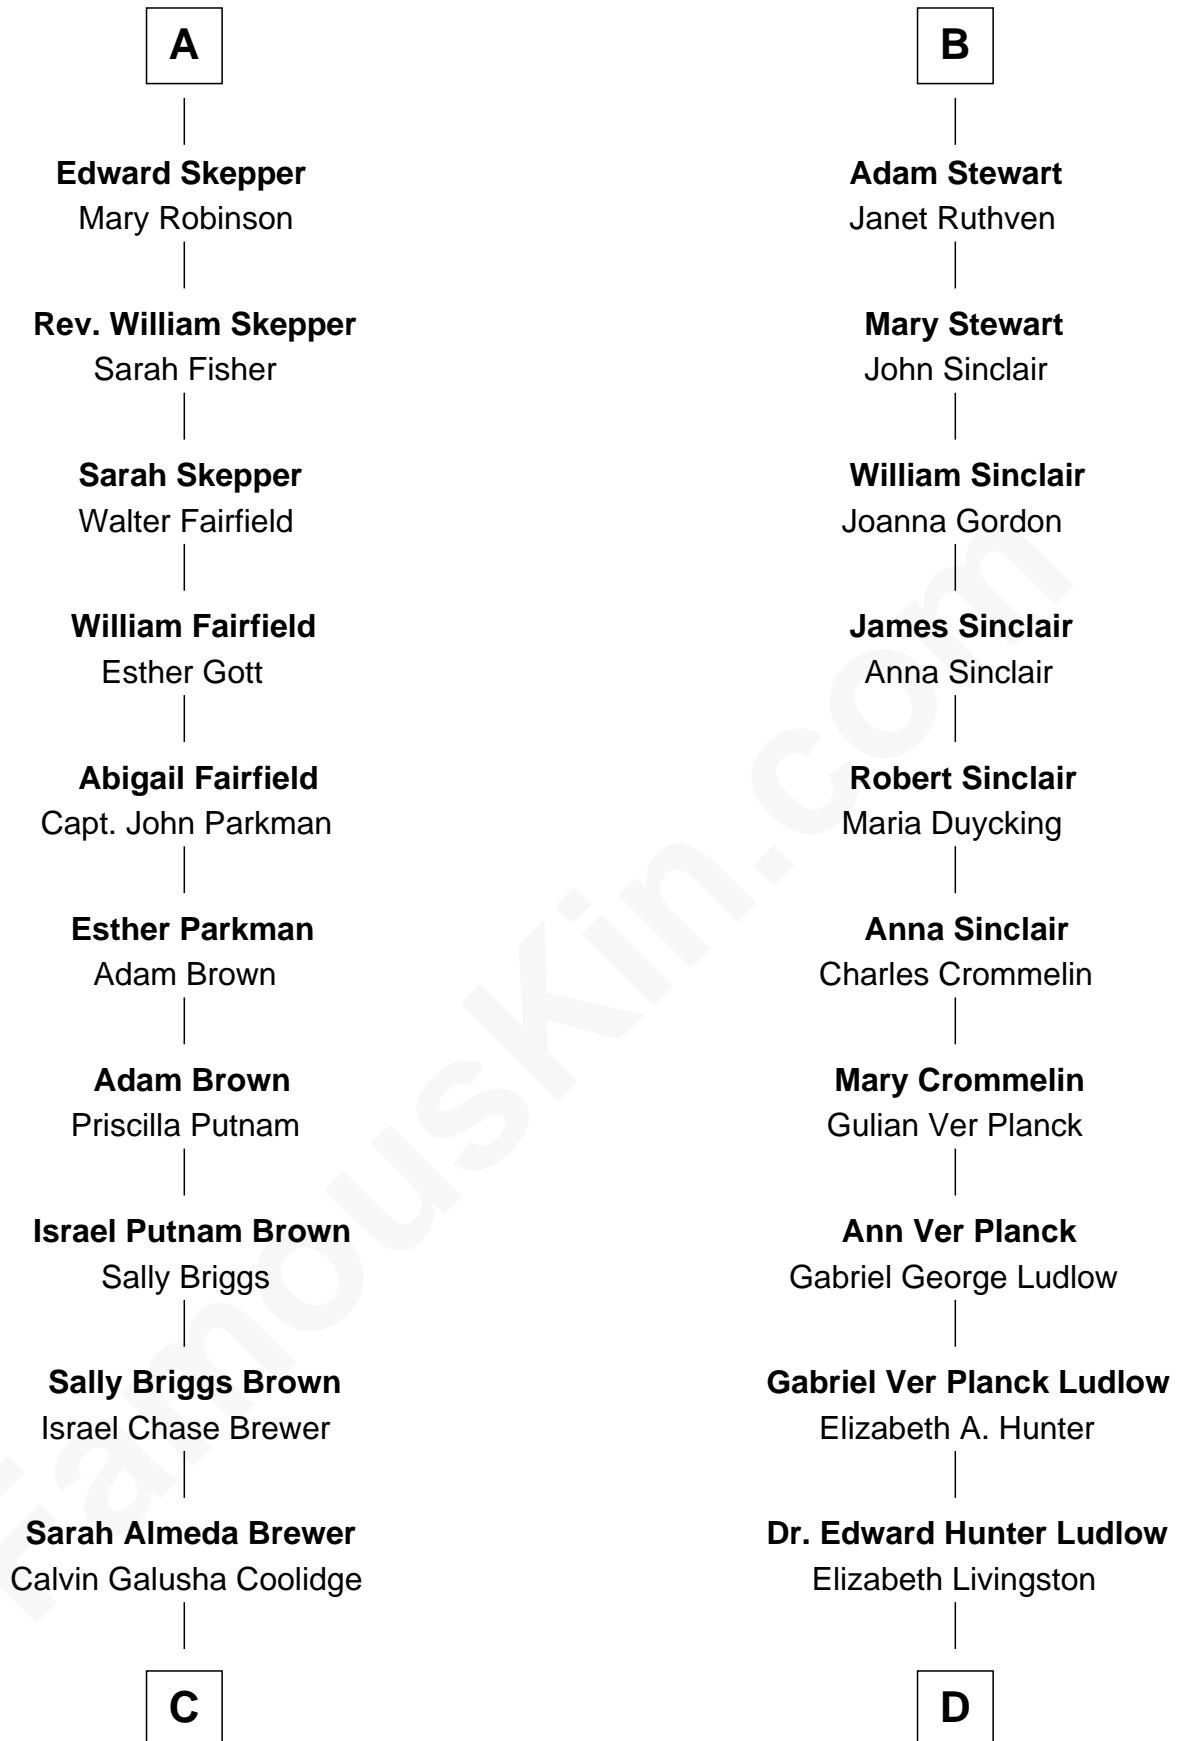 A
Edward Skepper
Mary Robinson
Rev. William Skepper
Sarah Fisher
Sarah Skepper
Walter Fairfield
William Fairfield
Esther Gott
Abigail Fairfield
Capt. John Parkman
Esther Parkman
Adam Brown
Adam Brown
Priscilla Putnam
Israel Putnam Brown
Sally Briggs
Sally Briggs Brown
Israel Chase Brewer
Sarah Almeda Brewer
Calvin Galusha Coolidge
C
B
Adam Stewart
Janet Ruthven
Mary Stewart
John Sinclair
William Sinclair
Joanna Gordon
James Sinclair
Anna Sinclair
Robert Sinclair
Maria Duycking
Anna Sinclair
Charles Crommelin
Mary Crommelin
Gulian Ver Planck
Ann Ver Planck
Gabriel George Ludlow
Gabriel Ver Planck Ludlow
Elizabeth A. Hunter
Dr. Edward Hunter Ludlow
Elizabeth Livingston
D
FamousKin.com